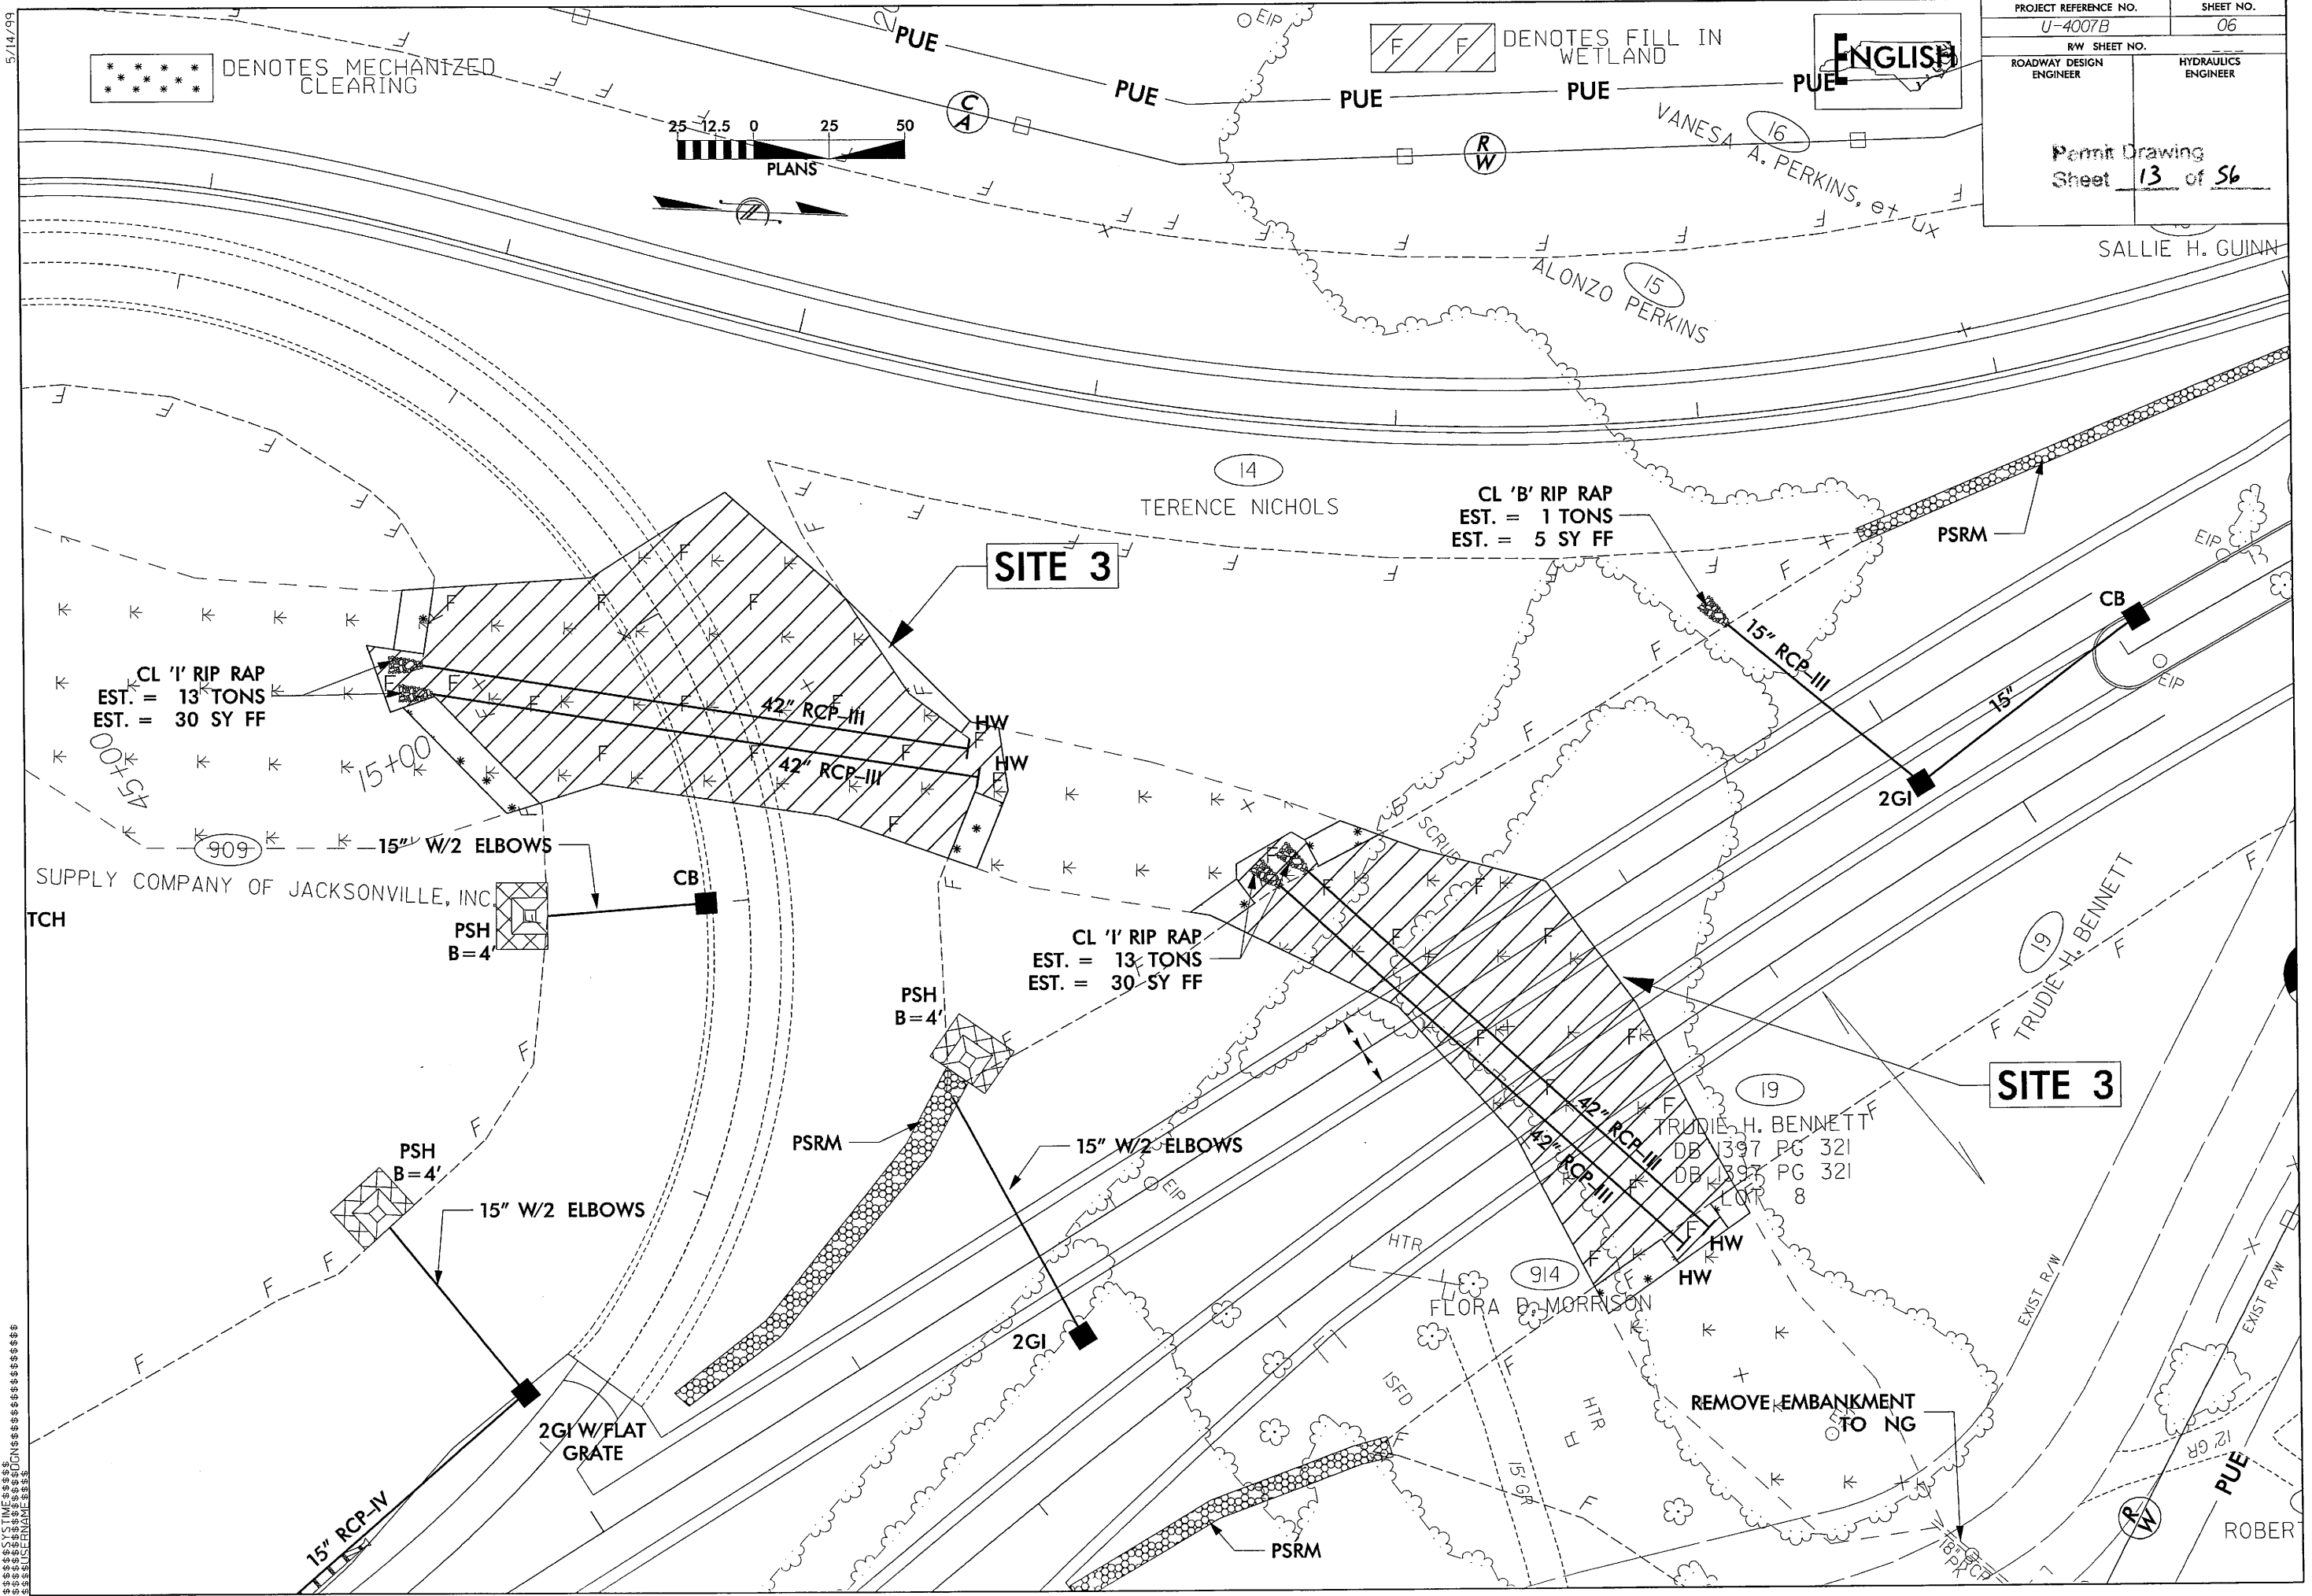 5/14/99
DENOTES MECHANIZED
CLEARING
25 12.5 0 25 50
PLANS
PUE
PUE
PUE
PUE
PUE
C
A
R
W
EIP
F F
DENOTES FILL IN
WETLAND
ENGLISH
PROJECT REFERENCE NO.
SHEET NO.
U-4007B
06
R/W SHEET NO.
ROADWAY DESIGN
ENGINEER
HYDRAULICS
ENGINEER
Permit Drawing
Sheet 13 of 56
16
VANESA A. PERKINS, et ux
15
ALONZO PERKINS
SALLIE H. GUINN
14
TERENCE NICHOLS
SITE 3
CL 'B' RIP RAP
EST. = 1 TONS
EST. = 5 SY FF
PSRM
EIP
CB
15" RCP-III
15"
EIP
2GI
CL 'I' RIP RAP
EST. = 13 TONS
EST. = 30 SY FF
42" RCP-III
42" RCP-III
HW
HW
45+00
15+00
909
SUPPLY COMPANY OF JACKSONVILLE, INC.
TCH
15" W/2 ELBOWS
CB
PSH
B=4'
SCRUB
CL 'I' RIP RAP
EST. = 13 TONS
EST. = 30 SY FF
PSH
B=4'
19
TRUDIE H. BENNETT
SITE 3
19
TRUDIE H. BENNETT
DB 1397 PG 321
DB 1397 PG 321
LOT 8
42" RCP-III
42" RCP-III
HW
HW
PSRM
15" W/2 ELBOWS
EIP
PSH
B=4'
15" W/2 ELBOWS
2GI
HTR
914
FLORA D. MORRISON
EXIST R/W
EXIST R/W
2GI W/FLAT
GRATE
ISFD
HTR
15' GR
REMOVE EMBANKMENT
TO NG
12' GR
PUE
R
W
ROBER
15" RCP-IV
PSRM
18" RCP